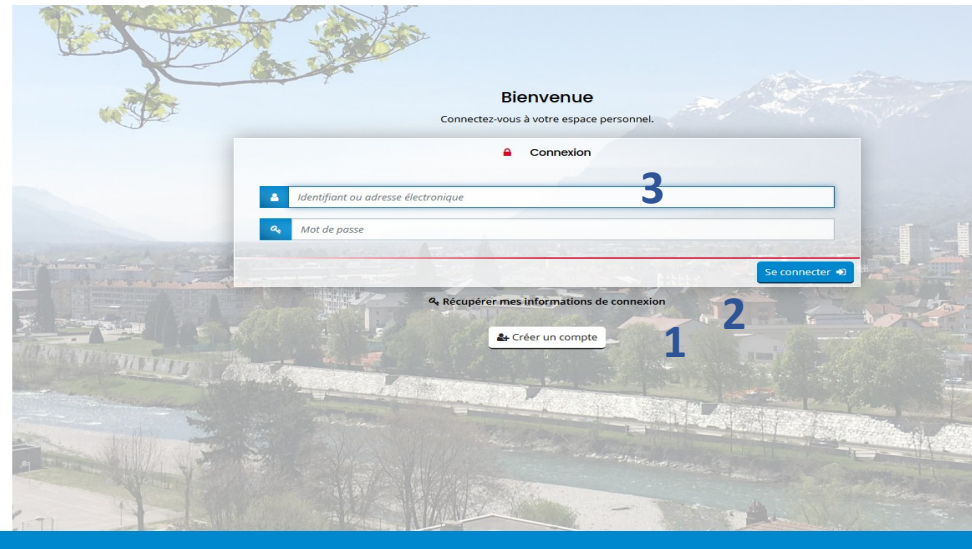 Bienvenue
Connectez-vous à votre espace personnel.
Connexion
3
Identifiant ou adresse électronique
Mot de passe
Se connecter
Récupérer mes informations de connexion
2
Créer un compte
1